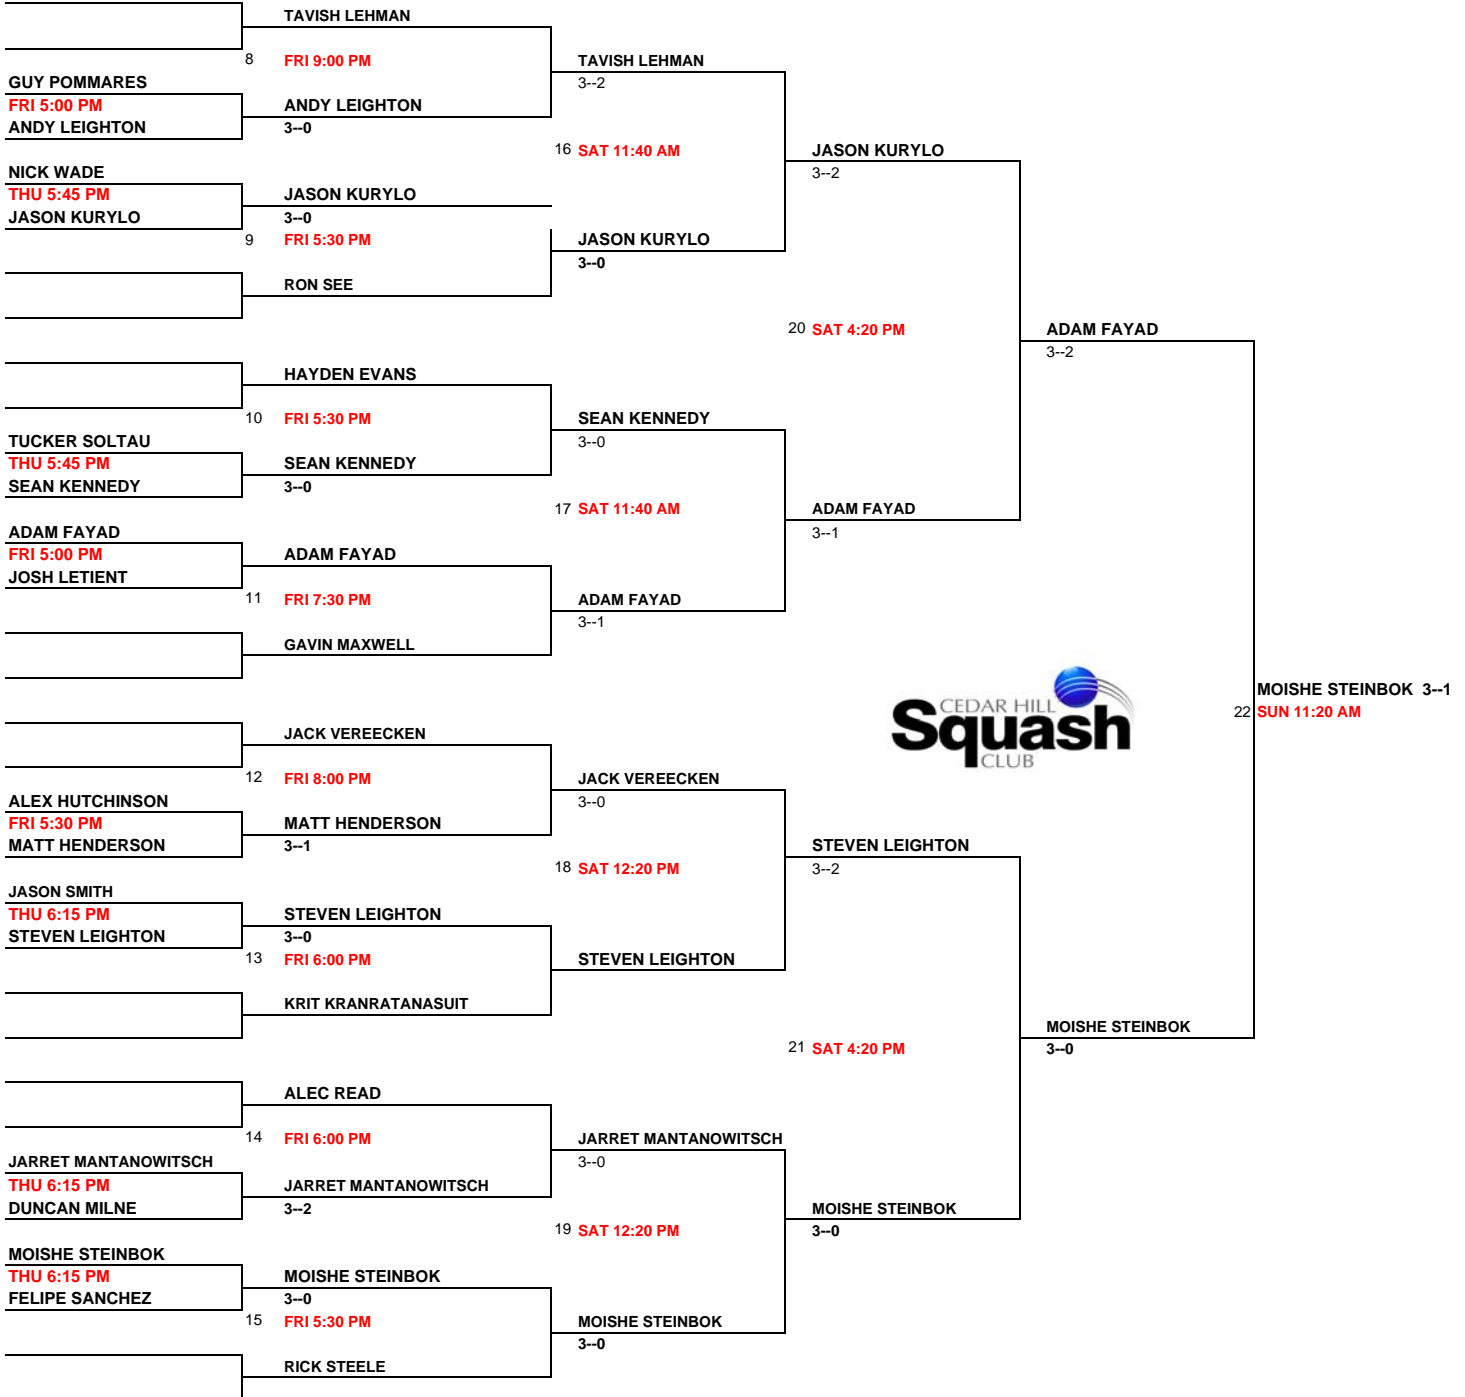 TAVISH LEHMAN
8 FRI 9:00 PM
TAVISH LEHMAN
3--2
GUY POMMARES
FRI 5:00 PM
ANDY LEIGHTON
ANDY LEIGHTON
3--0
16 SAT 11:40 AM
JASON KURYLO
3--2
NICK WADE
THU 5:45 PM
JASON KURYLO
JASON KURYLO
3--0
9 FRI 5:30 PM
JASON KURYLO
3--0
RON SEE
20 SAT 4:20 PM
ADAM FAYAD
3--2
HAYDEN EVANS
10 FRI 5:30 PM
SEAN KENNEDY
3--0
TUCKER SOLTAU
THU 5:45 PM
SEAN KENNEDY
SEAN KENNEDY
3--0
17 SAT 11:40 AM
ADAM FAYAD
3--1
ADAM FAYAD
FRI 5:00 PM
JOSH LETIENT
ADAM FAYAD
11 FRI 7:30 PM
ADAM FAYAD
3--1
GAVIN MAXWELL
CEDAR HILL
Squash
CLUB
MOISHE STEINBOK 3--1
22 SUN 11:20 AM
JACK VEREECKEN
12 FRI 8:00 PM
JACK VEREECKEN
3--0
ALEX HUTCHINSON
FRI 5:30 PM
MATT HENDERSON
MATT HENDERSON
3--1
18 SAT 12:20 PM
STEVEN LEIGHTON
3--2
JASON SMITH
THU 6:15 PM
STEVEN LEIGHTON
STEVEN LEIGHTON
3--0
13 FRI 6:00 PM
STEVEN LEIGHTON
KRIT KRANRATANASUIT
21 SAT 4:20 PM
MOISHE STEINBOK
3--0
ALEC READ
14 FRI 6:00 PM
JARRET MANTANOWITSCH
3--0
JARRET MANTANOWITSCH
THU 6:15 PM
DUNCAN MILNE
JARRET MANTANOWITSCH
3--2
19 SAT 12:20 PM
MOISHE STEINBOK
3--0
MOISHE STEINBOK
THU 6:15 PM
FELIPE SANCHEZ
MOISHE STEINBOK
3--0
15 FRI 5:30 PM
MOISHE STEINBOK
3--0
RICK STEELE